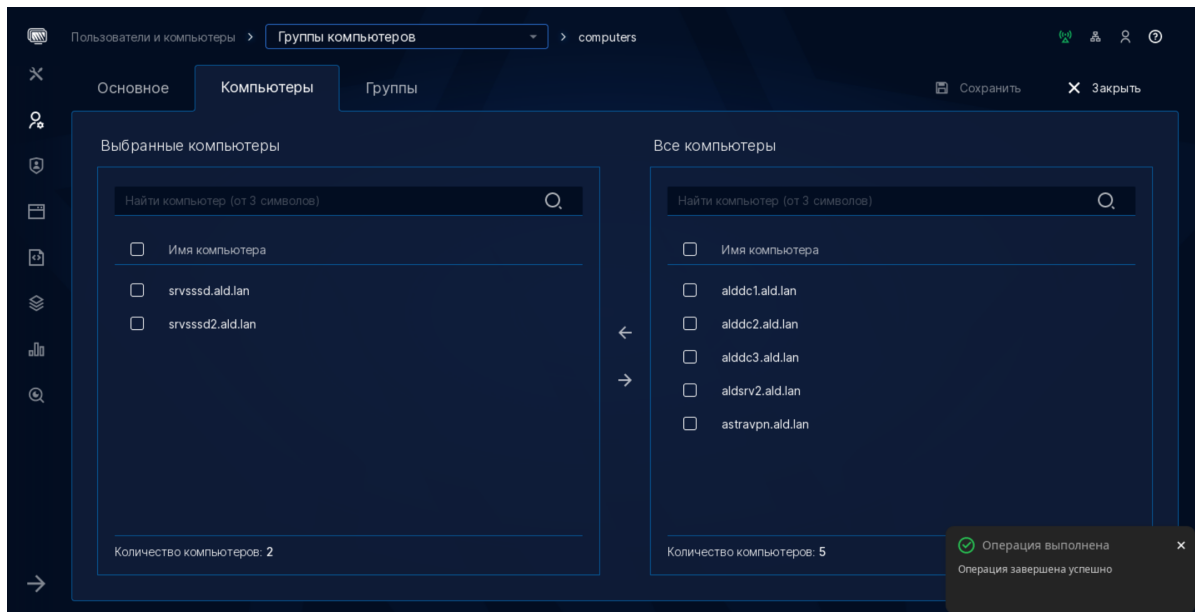 Пользователи и компьютеры > Группы компьютеров > computers
Основное Компьютеры Группы Сохранить Закрыть
Выбранные компьютеры
Найти компьютер (от 3 символов)
Имя компьютера
srvsssd.ald.lan
srvsssd2.ald.lan
Количество компьютеров: 2
Все компьютеры
Найти компьютер (от 3 символов)
Имя компьютера
alddc1.ald.lan
alddc2.ald.lan
alddc3.ald.lan
aldsrv2.ald.lan
astravpn.ald.lan
Количество компьютеров: 5
Операция выполнена
Операция завершена успешно